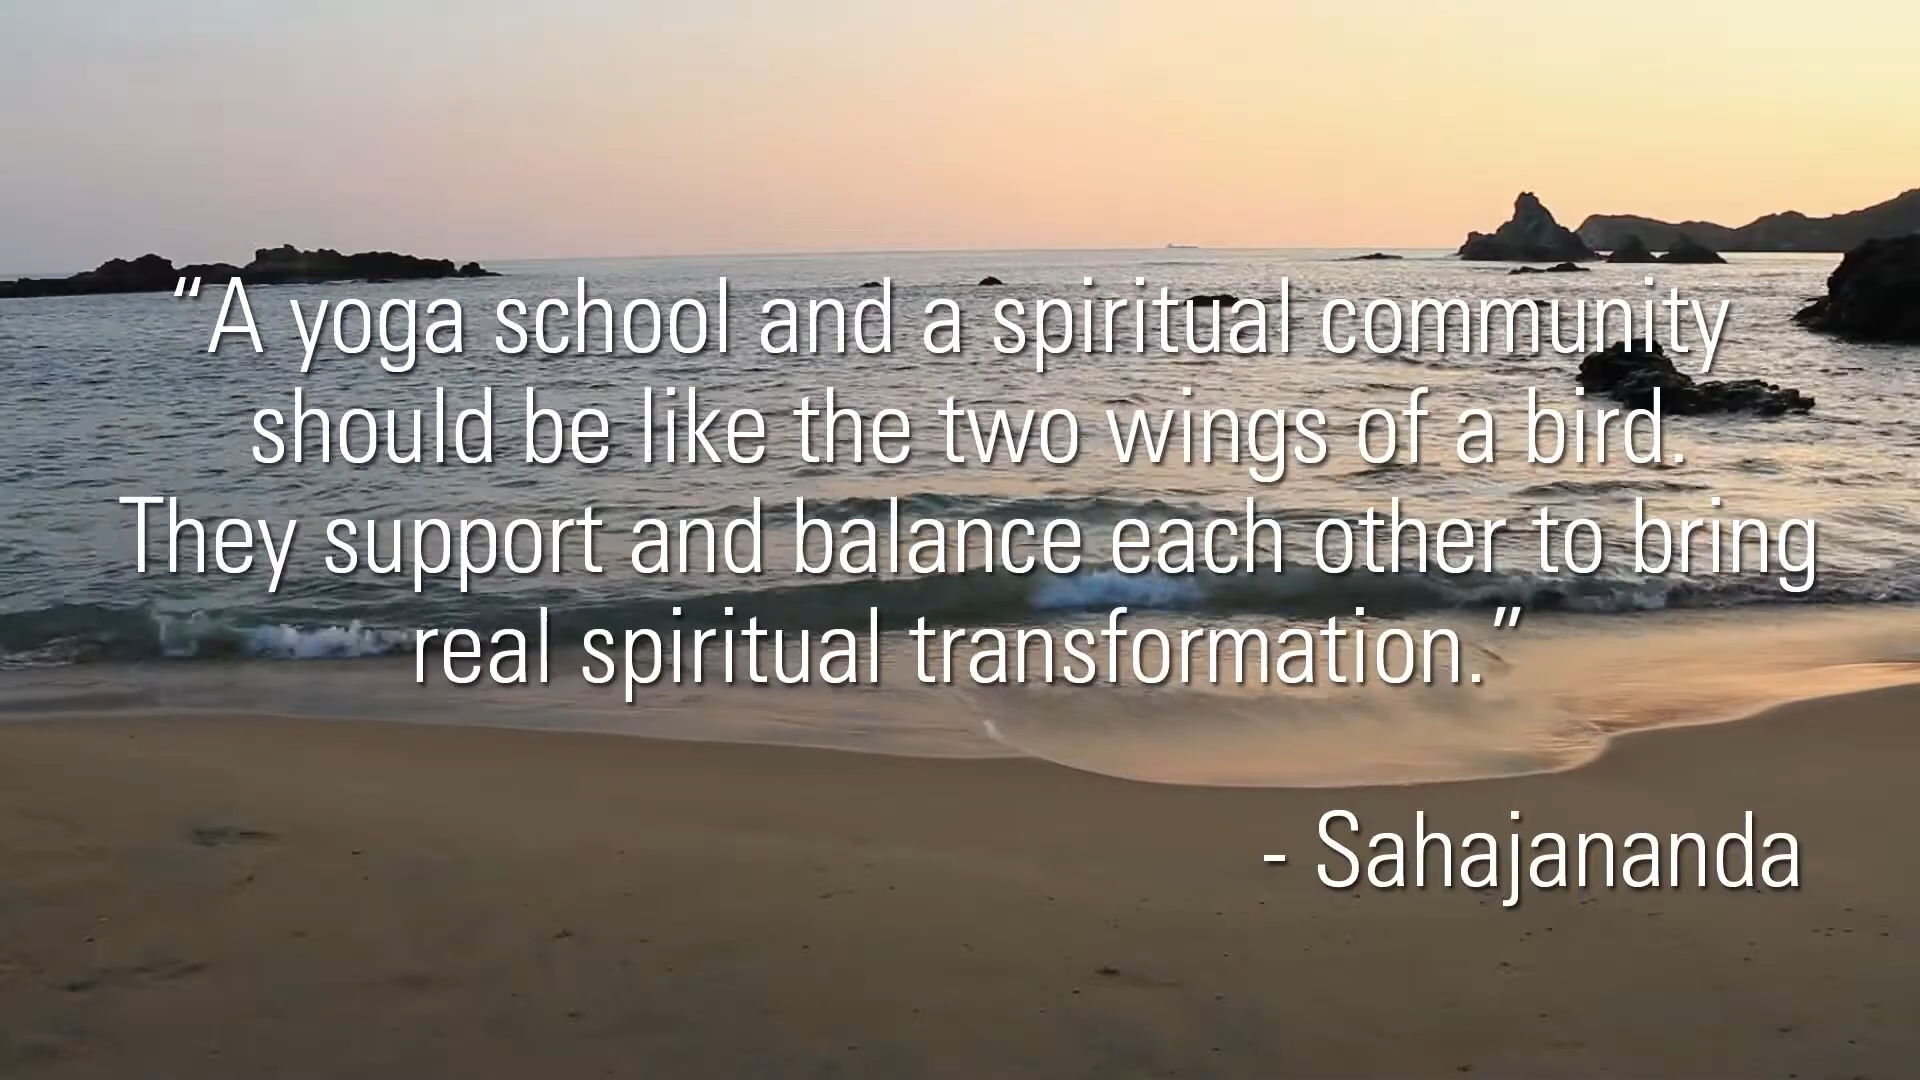 “A yoga school and a spiritual community
should be like the two wings of a bird.
They support and balance each other to bring
real spiritual transformation.”
- Sahajananda